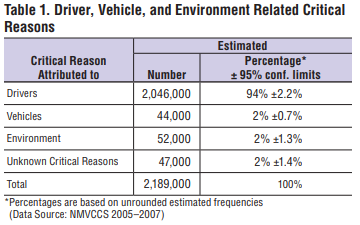 Table 1. Driver, Vehicle, and Environment Related Critical
Reasons
Estimated
Critical Reason Percentage*
Attributed to Number ± 95% conf. limits
Drivers 2,046,000 94% ±2.2%
Vehicles 44,000 2% ±0.7%
Environment 52,000 2% ±1.3%
Unknown Critical Reasons 47,000 2% ±1.4%
Total 2,189,000 100%
*Percentages are based on unrounded estimated frequencies
(Data Source: NMVCCS 2005–2007)